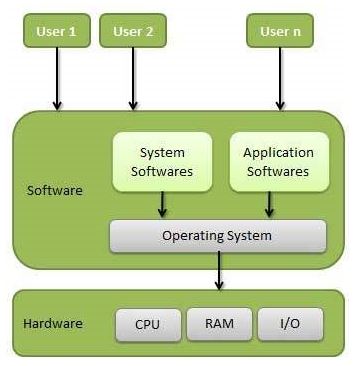 User 1
User 2
User n
System
Softwares
Application
Softwares
Software
Operating System
Hardware
CPU
RAM
I/O